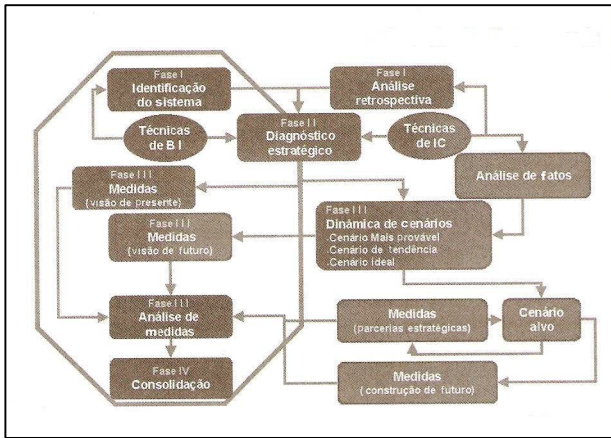 Fase I
Identificação
do sistema
Fase I
Análise
retrospectiva
Técnicas
de BI
Fase II
Diagnóstico
estratégico
Técnicas
de IC
Análise de fatos
Fase III
Medidas
(visão de presente)
Fase III
Medidas
(visão de futuro)
Fase III
Dinâmica de cenários
.Cenário Mais provável
.Cenário de tendência
.Cenário ideal
Fase III
Análise de
medidas
Medidas
(parcerias estratégicas)
Cenário
alvo
Fase IV
Consolidação
Medidas
(construção de futuro)